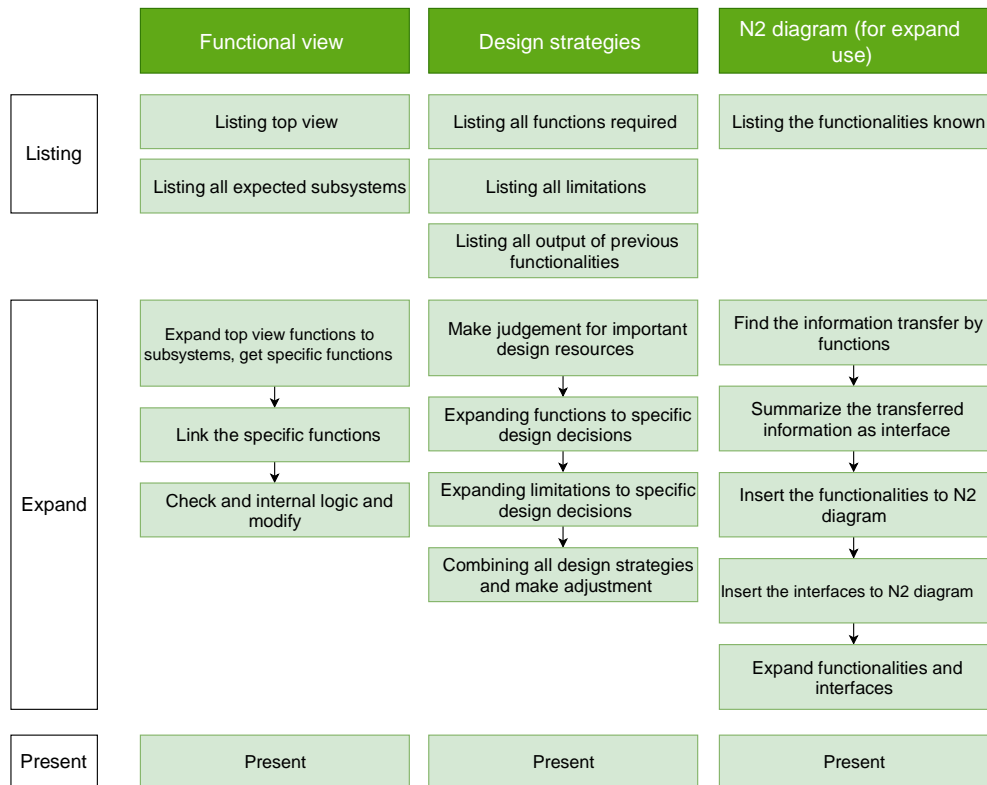 Functional view
Design strategies
N2 diagram (for expand
use)
Listing
Listing top view
Listing all functions required
Listing the functionalities known
Listing all expected subsystems
Listing all limitations
Listing all output of previous
functionalities
Expand
Expand top view functions to
subsystems, get specific functions
Link the specific functions
Check and internal logic and
modify
Make judgement for important
design resources
Expanding functions to specific
design decisions
Expanding limitations to specific
design decisions
Combining all design strategies
and make adjustment
Find the information transfer by
functions
Summarize the transferred
information as interface
Insert the functionalities to N2
diagram
Insert the interfaces to N2 diagram
Expand functionalities and
interfaces
Present
Present
Present
Present